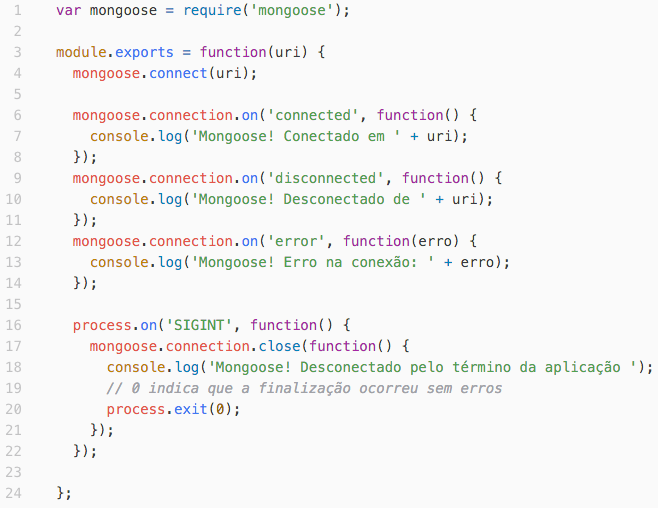 1 var mongoose = require('mongoose');
2
3 module.exports = function(uri) {
4 mongoose.connect(uri);
5
6 mongoose.connection.on('connected', function() {
7 console.log('Mongoose! Conectado em ' + uri);
8 });
9 mongoose.connection.on('disconnected', function() {
10 console.log('Mongoose! Desconectado de ' + uri);
11 });
12 mongoose.connection.on('error', function(erro) {
13 console.log('Mongoose! Erro na conexão: ' + erro);
14 });
15
16 process.on('SIGINT', function() {
17 mongoose.connection.close(function() {
18 console.log('Mongoose! Desconectado pelo término da aplicação ');
19 // 0 indica que a finalização ocorreu sem erros
20 process.exit(0);
21 });
22 });
23
24 };